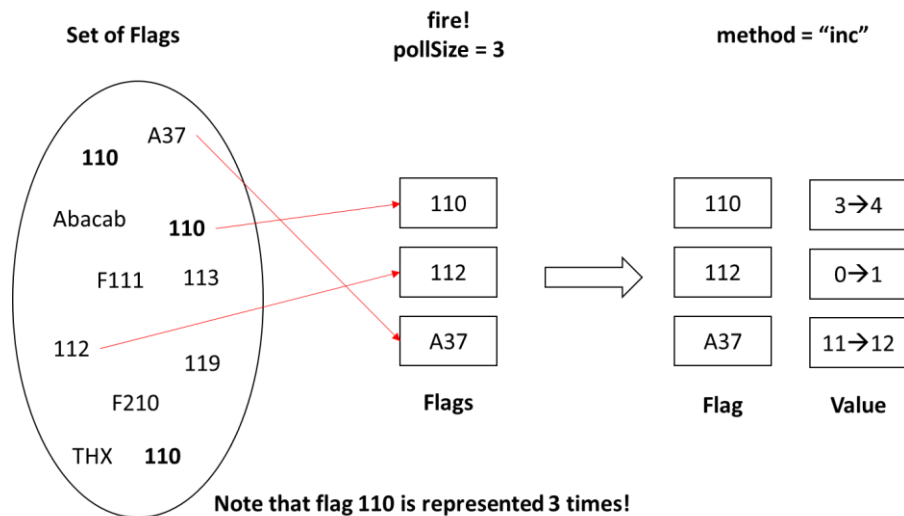 Set of Flags
fire!
pollSize = 3
method = “inc”
A37
110
Abacab
110
F111
113
112
119
F210
THX
110
110
112
A37
Flags
110
3→4
112
0→1
A37
11→12
Flag
Value
Note that flag 110 is represented 3 times!